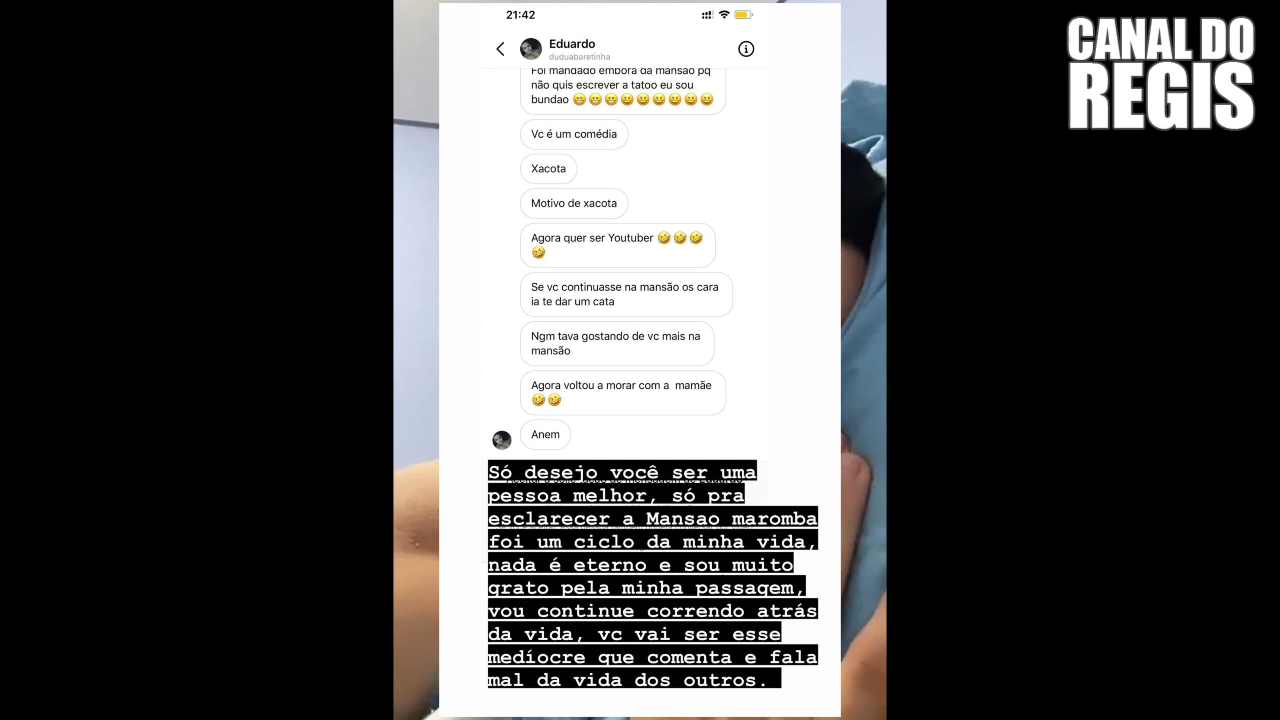 21:42
CANAL DO
REGIS
Eduardo
duduabaretinha
Foi mandado embora da mansão pq
não quis escrever a tatoo eu sou
bundao 😁😁😁😆😆😆😆😆😆
Vc é um comédia
Xacota
Motivo de xacota
Agora quer ser Youtuber 🤣🤣🤣
🤣
Se vc continuasse na mansão os cara
ia te dar um cata
Ngm tava gostando de vc mais na
mansão
Agora voltou a morar com a  mamãe
🤣🤣
Anem
Só desejo você ser uma
pessoa melhor, só pra
esclarecer a Mansao maromba
foi um ciclo da minha vida,
nada é eterno e sou muito
grato pela minha passagem,
vou continue correndo atrás
da vida, vc vai ser esse
medíocre que comenta e fala
mal da vida dos outros.